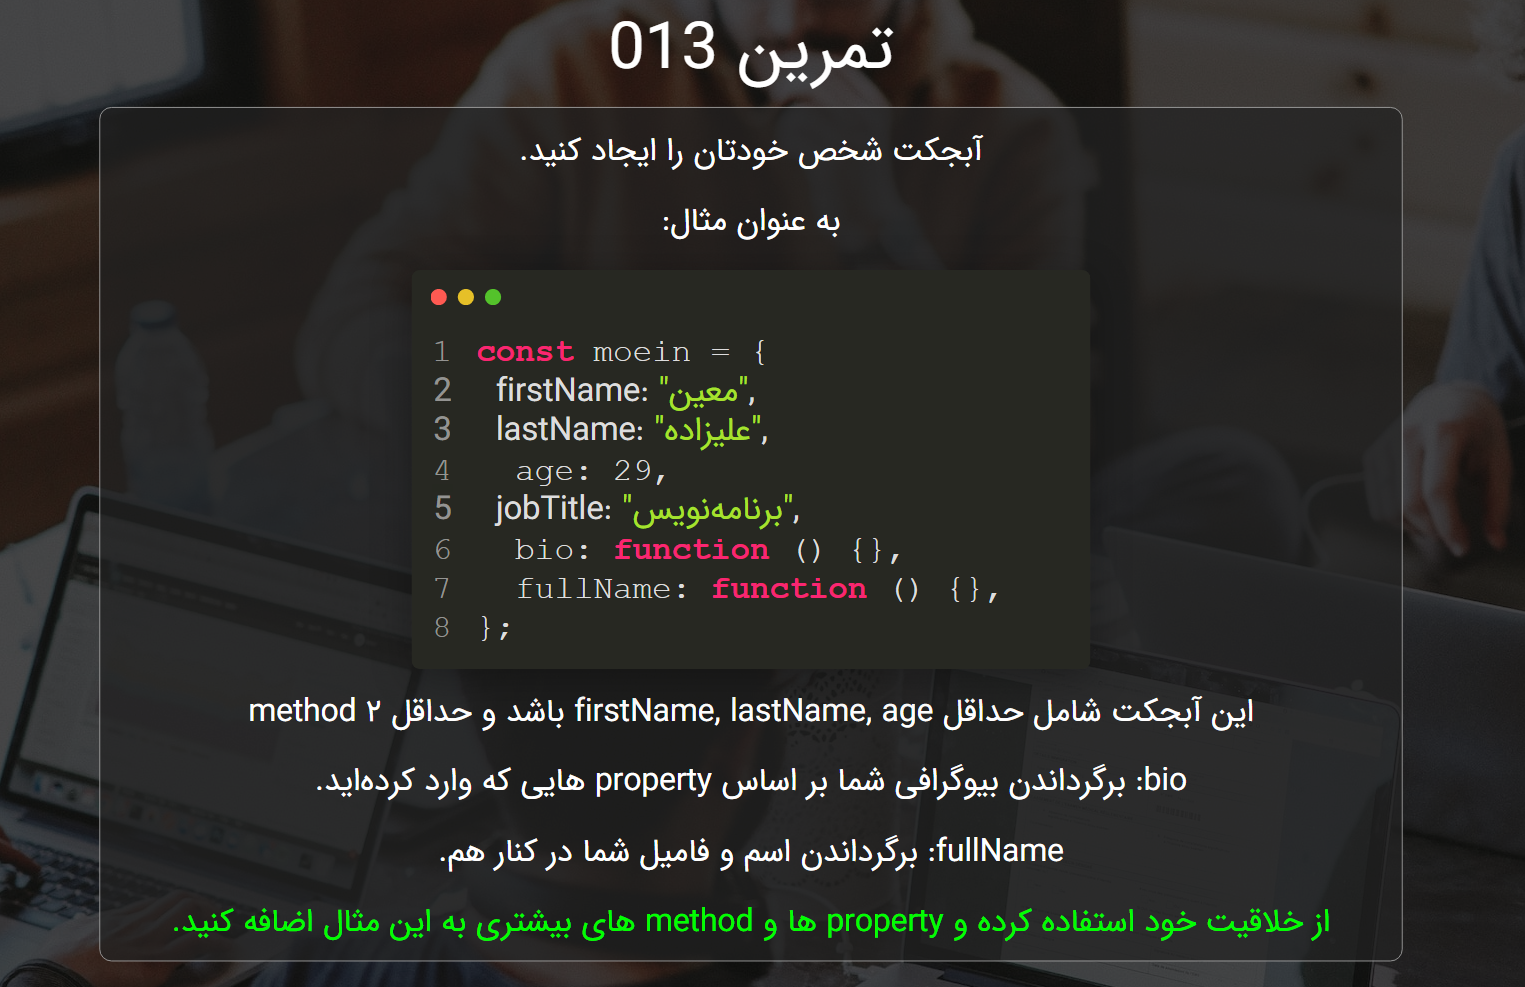 تمرین 013
آبجکت شخص خودتان را ایجاد کنید.
به عنوان مثال:
1 const moein = {
2 firstName: "معین",
3 lastName: "علیزاده",
4 age: 29,
5 jobTitle: "برنامه‌نویس",
6 bio: function () {},
7 fullName: function () {},
8 };
این آبجکت شامل حداقل firstName, lastName, age باشد و حداقل ۲ method
bio: برگرداندن بیوگرافی شما بر اساس property هایی که وارد کرده‌اید.
fullName: برگرداندن اسم و فامیل شما در کنار هم.
از خلاقیت خود استفاده کرده و property ها و method های بیشتری به این مثال اضافه کنید.